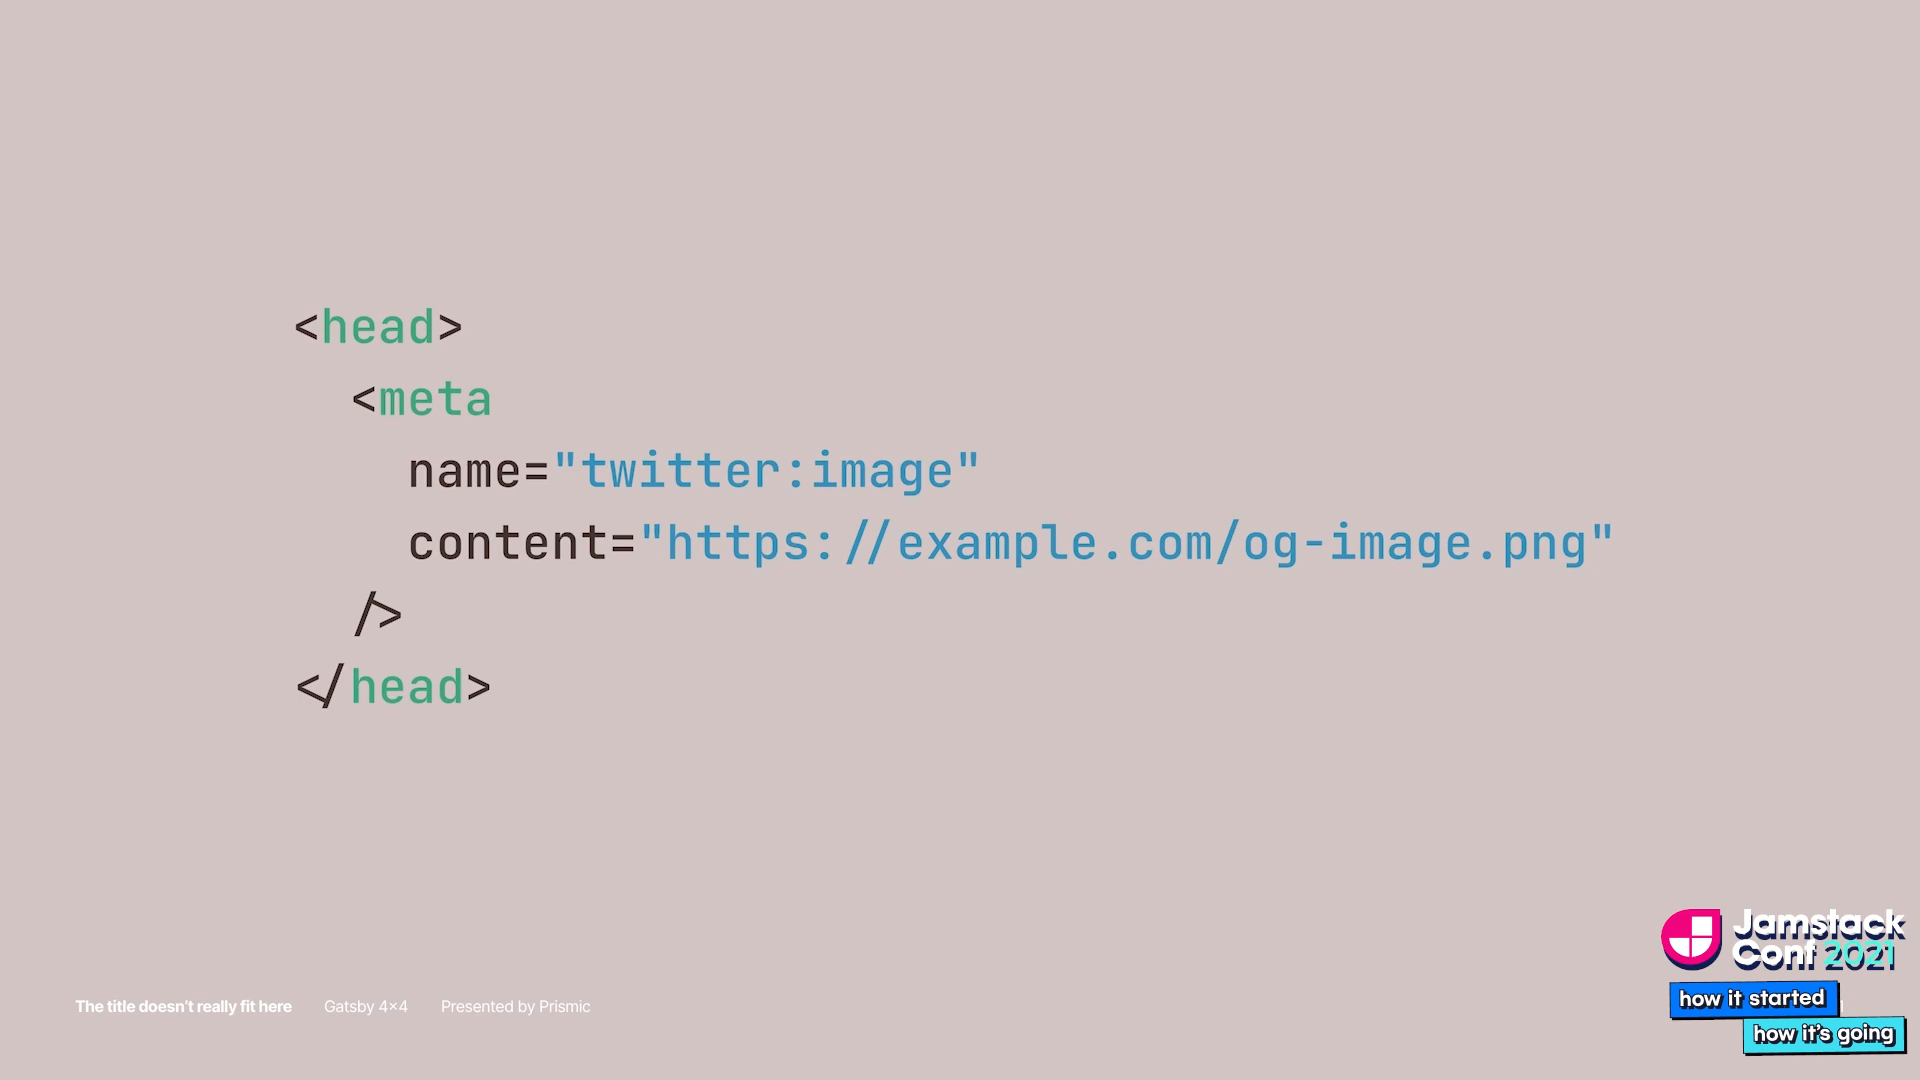 <head>
<meta
name="twitter:image"
content="https://example.com/og-image.png"
/>
</head>
The title doesn't really fit here Gatsby 4×4 Presented by Prismic
Jamstack
Conf 2021
how it started
how it's going